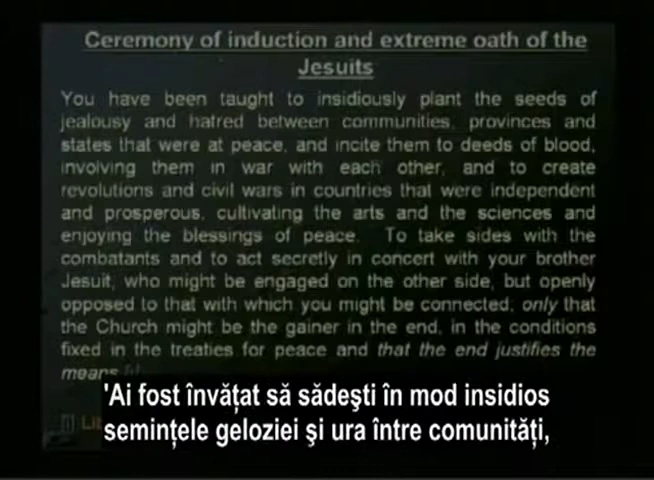 Ceremony of induction and extreme oath of the
Jesuits
You have been taught to insidiously plant the seeds of
jealousy and hatred between communities, provinces and
states that were at peace, and incite them to deeds of blood,
involving them in war with each other, and to create
revolutions and civil wars in countries that were independent
and prosperous, cultivating the arts and the sciences and
enjoying the blessings of peace. To take sides with the
combatants and to act secretly in concert with your brother
Jesuit, who might be engaged on the other side, but openly
opposed to that with which you might be connected, only that
the Church might be the gainer in the end, in the conditions
fixed in the treaties for peace and that the end justifies the
means.
'Ai fost învăţat să sădeşti în mod insidios
seminţele geloziei şi ura între comunităţi,